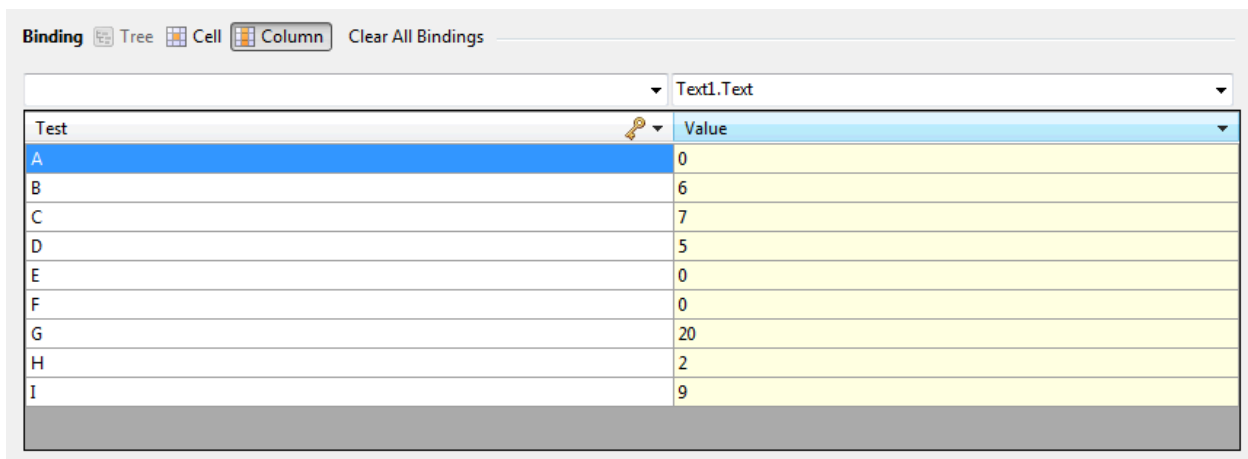 Binding Tree Cell Column Clear All Bindings
Text1.Text
Test Value
A 0
B 6
C 7
D 5
E 0
F 0
G 20
H 2
I 9